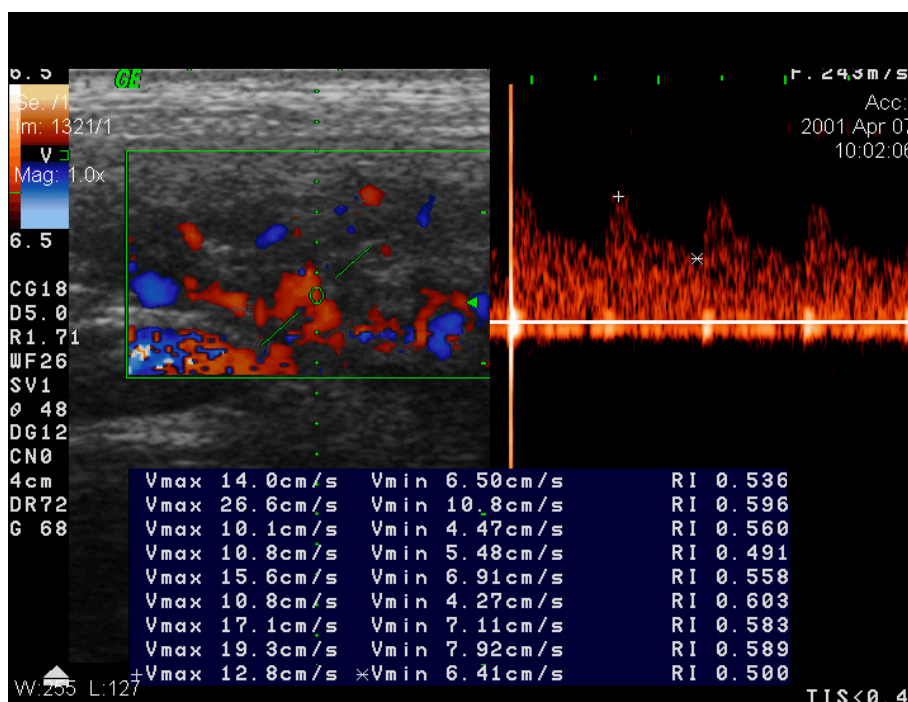 6.5
GE
F.243m/s
Se: /1
Im: 1321/1
Acc:
2001 Apr 07
10:02:06
V
Mag: 1.0x
6.5
CG18
D5.0
R1.71
WF26
SV1
ø 48
DG12
CN0
4cm
DR72
G 68
Vmax 14.0cm/s Vmin 6.50cm/s RI 0.536
Vmax 26.6cm/s Vmin 10.8cm/s RI 0.596
Vmax 10.1cm/s Vmin 4.47cm/s RI 0.560
Vmax 10.8cm/s Vmin 5.48cm/s RI 0.491
Vmax 15.6cm/s Vmin 6.91cm/s RI 0.558
Vmax 10.8cm/s Vmin 4.27cm/s RI 0.603
Vmax 17.1cm/s Vmin 7.11cm/s RI 0.583
Vmax 19.3cm/s Vmin 7.92cm/s RI 0.589
+Vmax 12.8cm/s ×Vmin 6.41cm/s RI 0.500
W:255 L:127
TIS<0.4